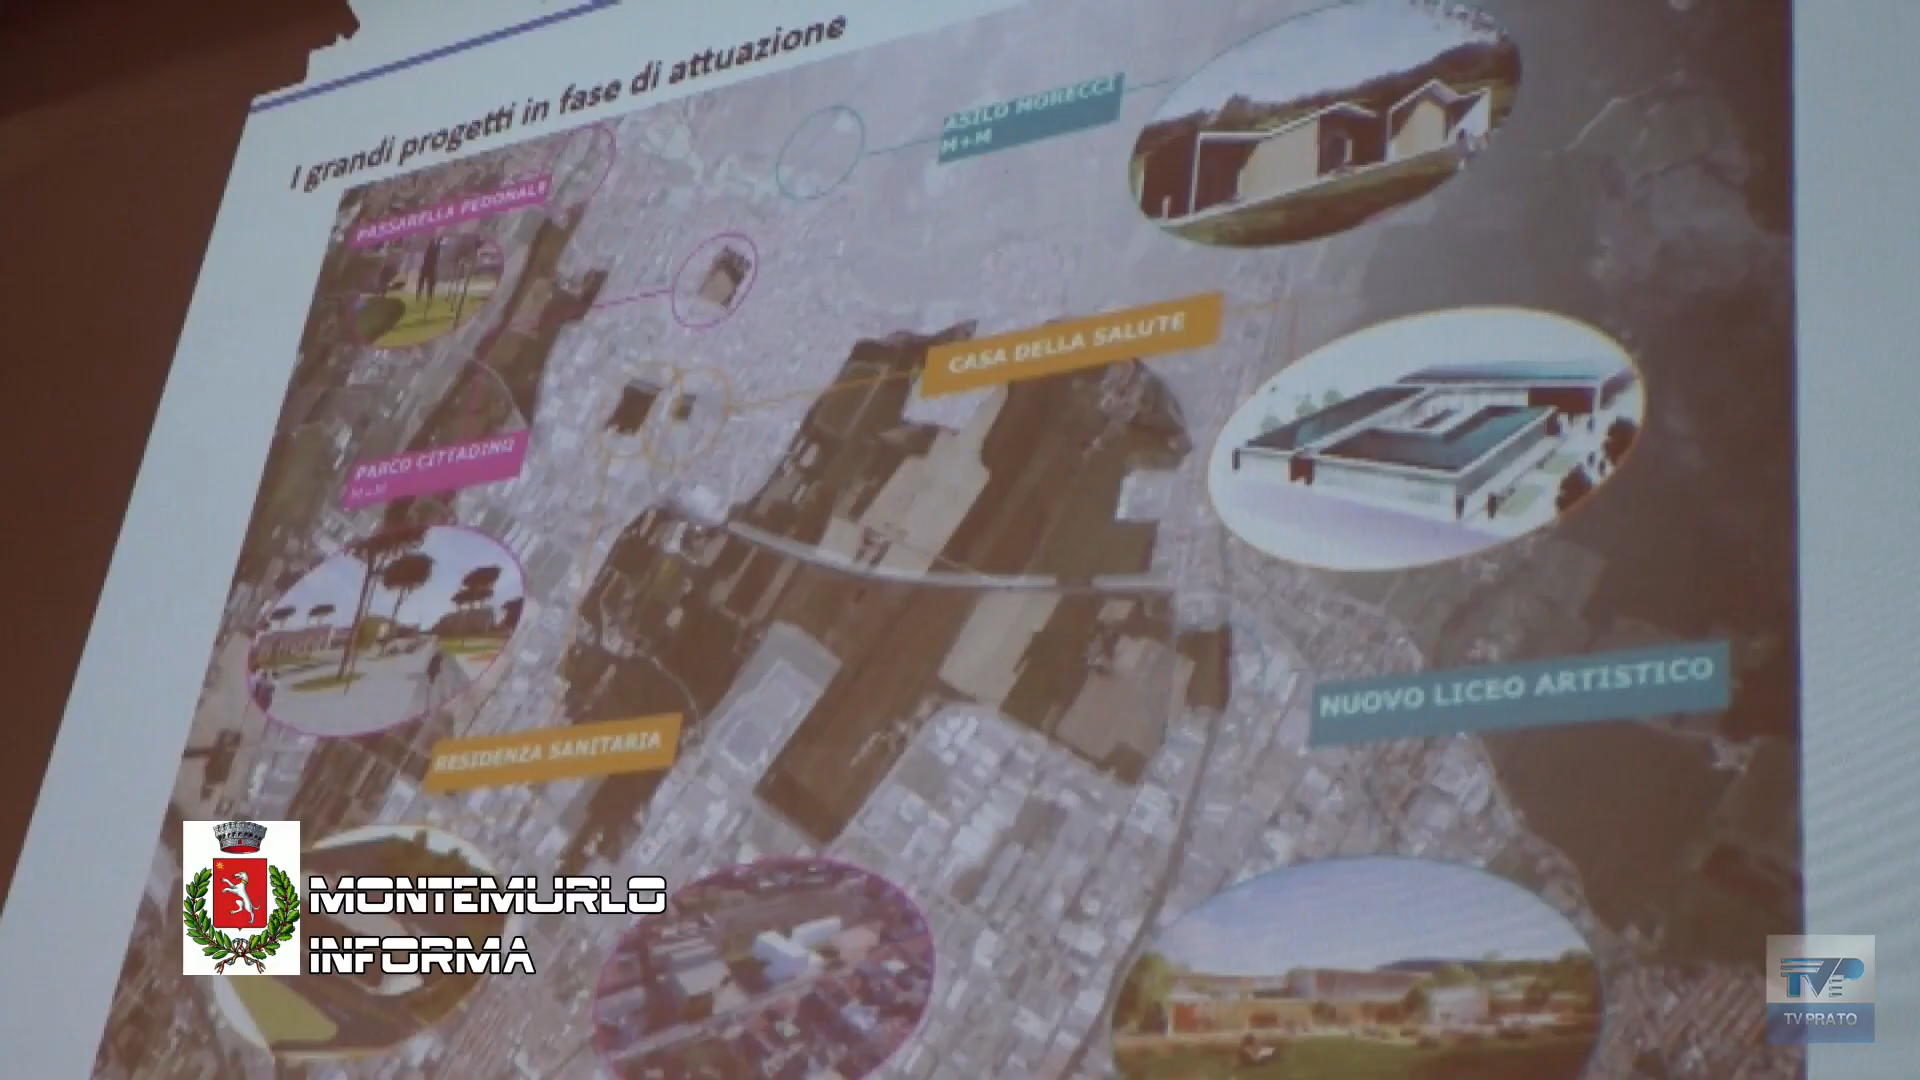 I grandi progetti in fase di attuazione
ASILO MORECCI
M+M
PASSARELLA PEDONALE
CASA DELLA SALUTE
PARCO CITTADINO
M+M
NUOVO LICEO ARTISTICO
RESIDENZA SANITARIA
MONTEMURLO
INFORMA
TV PRATO